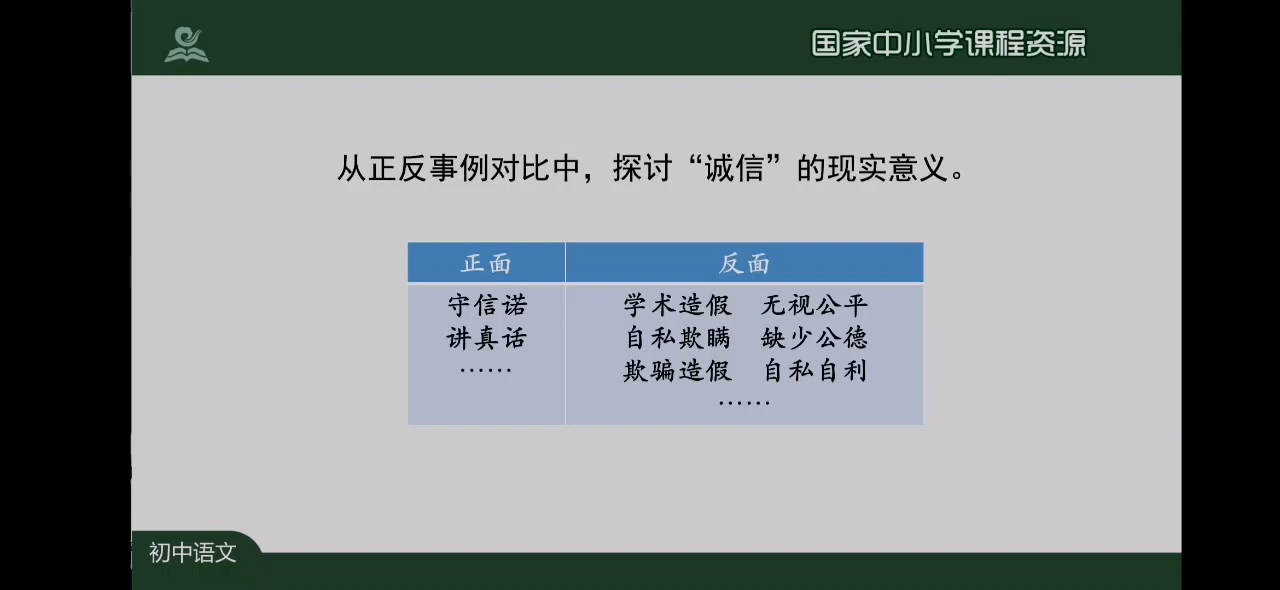 国家中小学课程资源
从正反事例对比中，探讨“诚信”的现实意义。
正面 反面
守信诺 学术造假 无视公平
讲真话 自私欺瞒 缺少公德
…… 欺骗造假 自私自利
……
初中语文